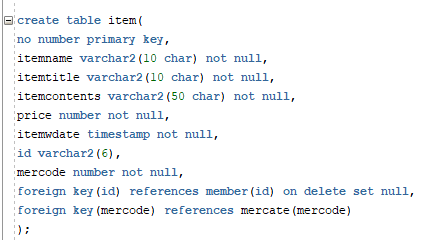 create table item(
no number primary key,
itemname varchar2(10 char) not null,
itemtitle varchar2(10 char) not null,
itemcontents varchar2(50 char) not null,
price number not null,
itemwdate timestamp not null,
id varchar2(6),
mercode number not null,
foreign key(id) references member(id) on delete set null,
foreign key(mercode) references mercate(mercode)
);